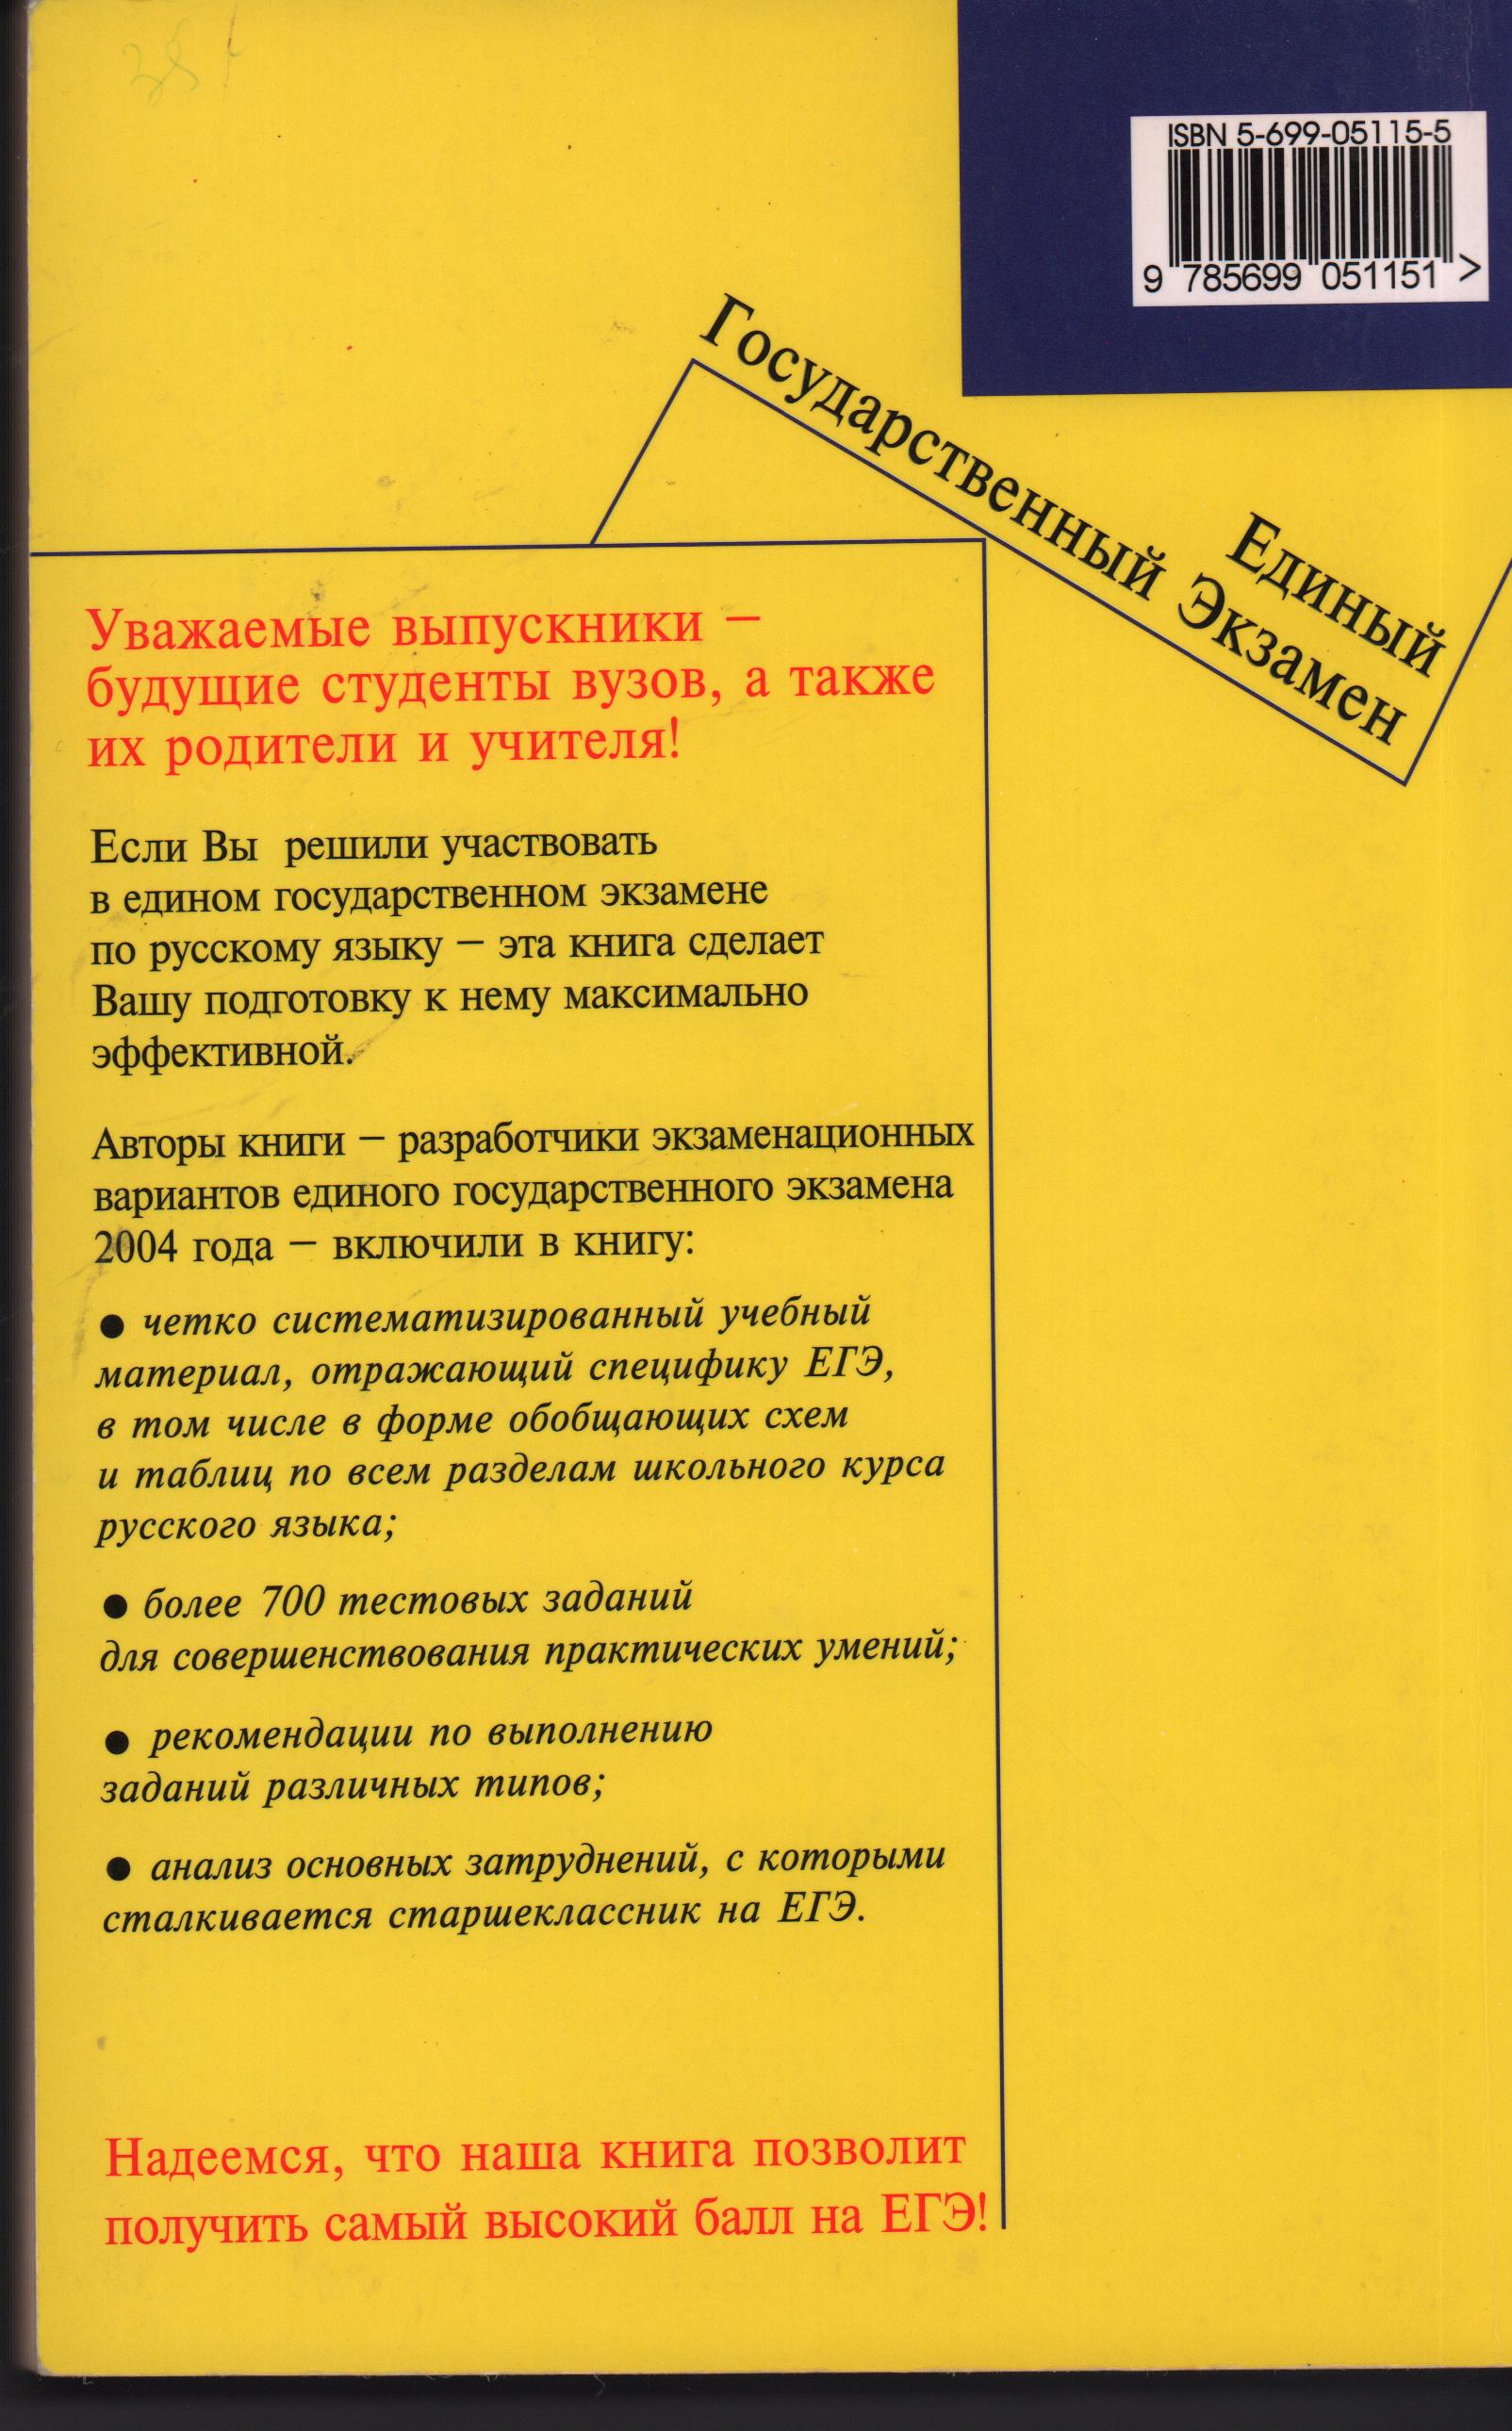 ISBN 5-699-05115-5
9 785699 051151 >
Единый
Государственный Экзамен
Уважаемые выпускники –
будущие студенты вузов, а также
их родители и учителя!
Если Вы решили участвовать
в едином государственном экзамене
по русскому языку – эта книга сделает
Вашу подготовку к нему максимально
эффективной.
Авторы книги – разработчики экзаменационных
вариантов единого государственного экзамена
2004 года – включили в книгу:
● четко систематизированный учебный
материал, отражающий специфику ЕГЭ,
в том числе в форме обобщающих схем
и таблиц по всем разделам школьного курса
русского языка;
● более 700 тестовых заданий
для совершенствования практических умений;
● рекомендации по выполнению
заданий различных типов;
● анализ основных затруднений, с которыми
сталкивается старшеклассник на ЕГЭ.
Надеемся, что наша книга позволит
получить самый высокий балл на ЕГЭ!